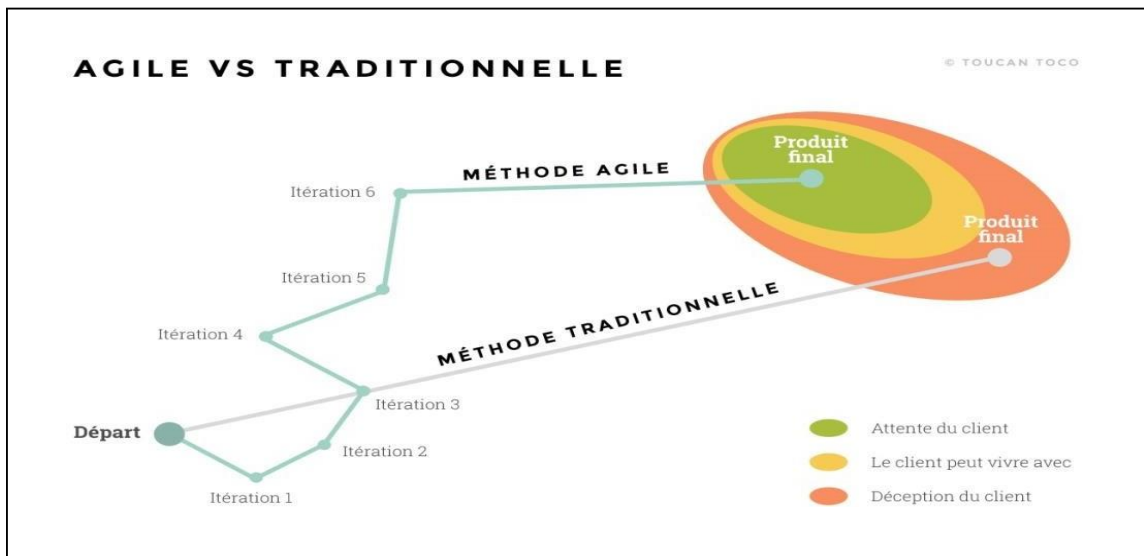 AGILE VS TRADITIONNELLE
© TOUCAN TOCO
Produit
final
MÉTHODE AGILE
Itération 6
Produit
final
Itération 5
MÉTHODE TRADITIONNELLE
Itération 4
Itération 3
Départ
Attente du client
Itération 2
Le client peut vivre avec
Itération 1
Déception du client